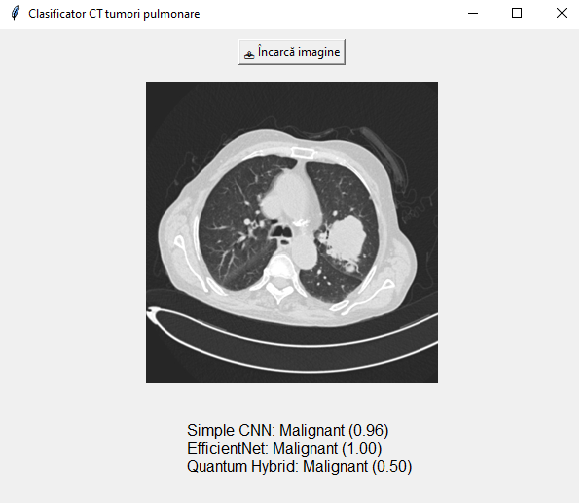 Clasificator CT tumori pulmonare
Încarcă imagine
Simple CNN: Malignant (0.96)
EfficientNet: Malignant (1.00)
Quantum Hybrid: Malignant (0.50)